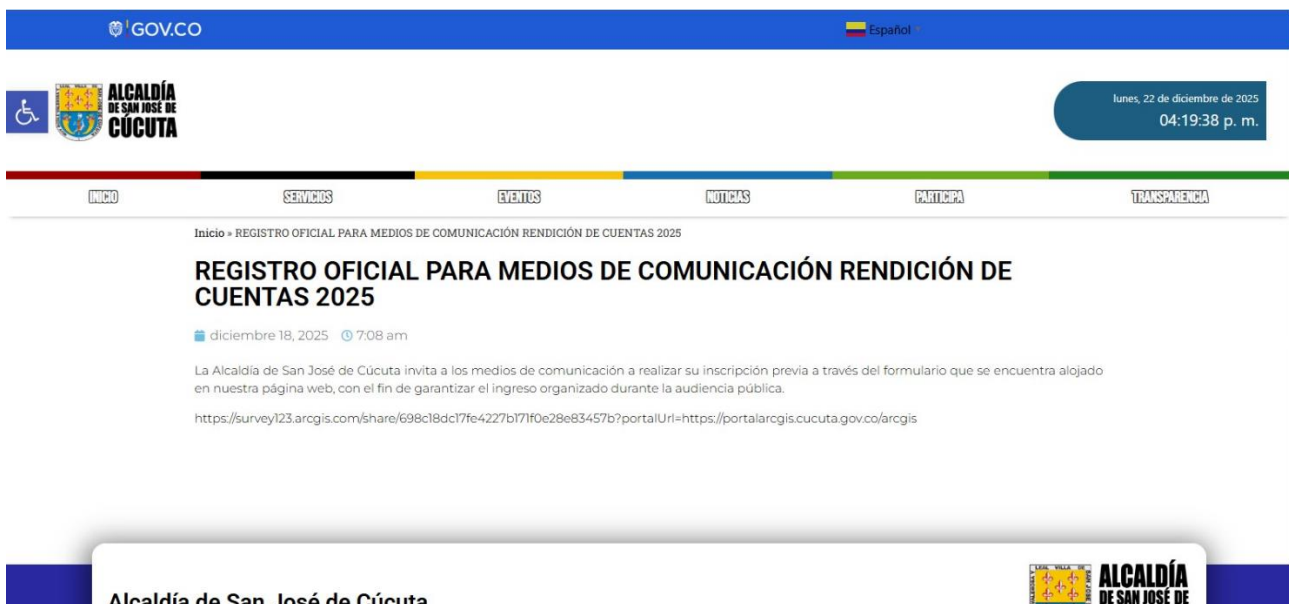 GOV.CO
Español
ALCALDÍA
DE SAN JOSÉ DE
CÚCUTA
lunes, 22 de diciembre de 2025
04:19:38 p. m.
INICIO
SERVICIOS
EVENTOS
NOTICIAS
PARTICIPA
TRANSPARENCIA
Inicio » REGISTRO OFICIAL PARA MEDIOS DE COMUNICACIÓN RENDICIÓN DE CUENTAS 2025
REGISTRO OFICIAL PARA MEDIOS DE COMUNICACIÓN RENDICIÓN DE
CUENTAS 2025
diciembre 18, 2025 7:08 am
La Alcaldía de San José de Cúcuta invita a los medios de comunicación a realizar su inscripción previa a través del formulario que se encuentra alojado
en nuestra página web, con el fin de garantizar el ingreso organizado durante la audiencia pública.
https://survey123.arcgis.com/share/698c18dc17fe4227b171f0e28e83457b?portalUrl=https://portalarcgis.cucuta.gov.co/arcgis
Alcaldía de San José de Cúcuta
ALCALDÍA
DE SAN JOSÉ DE